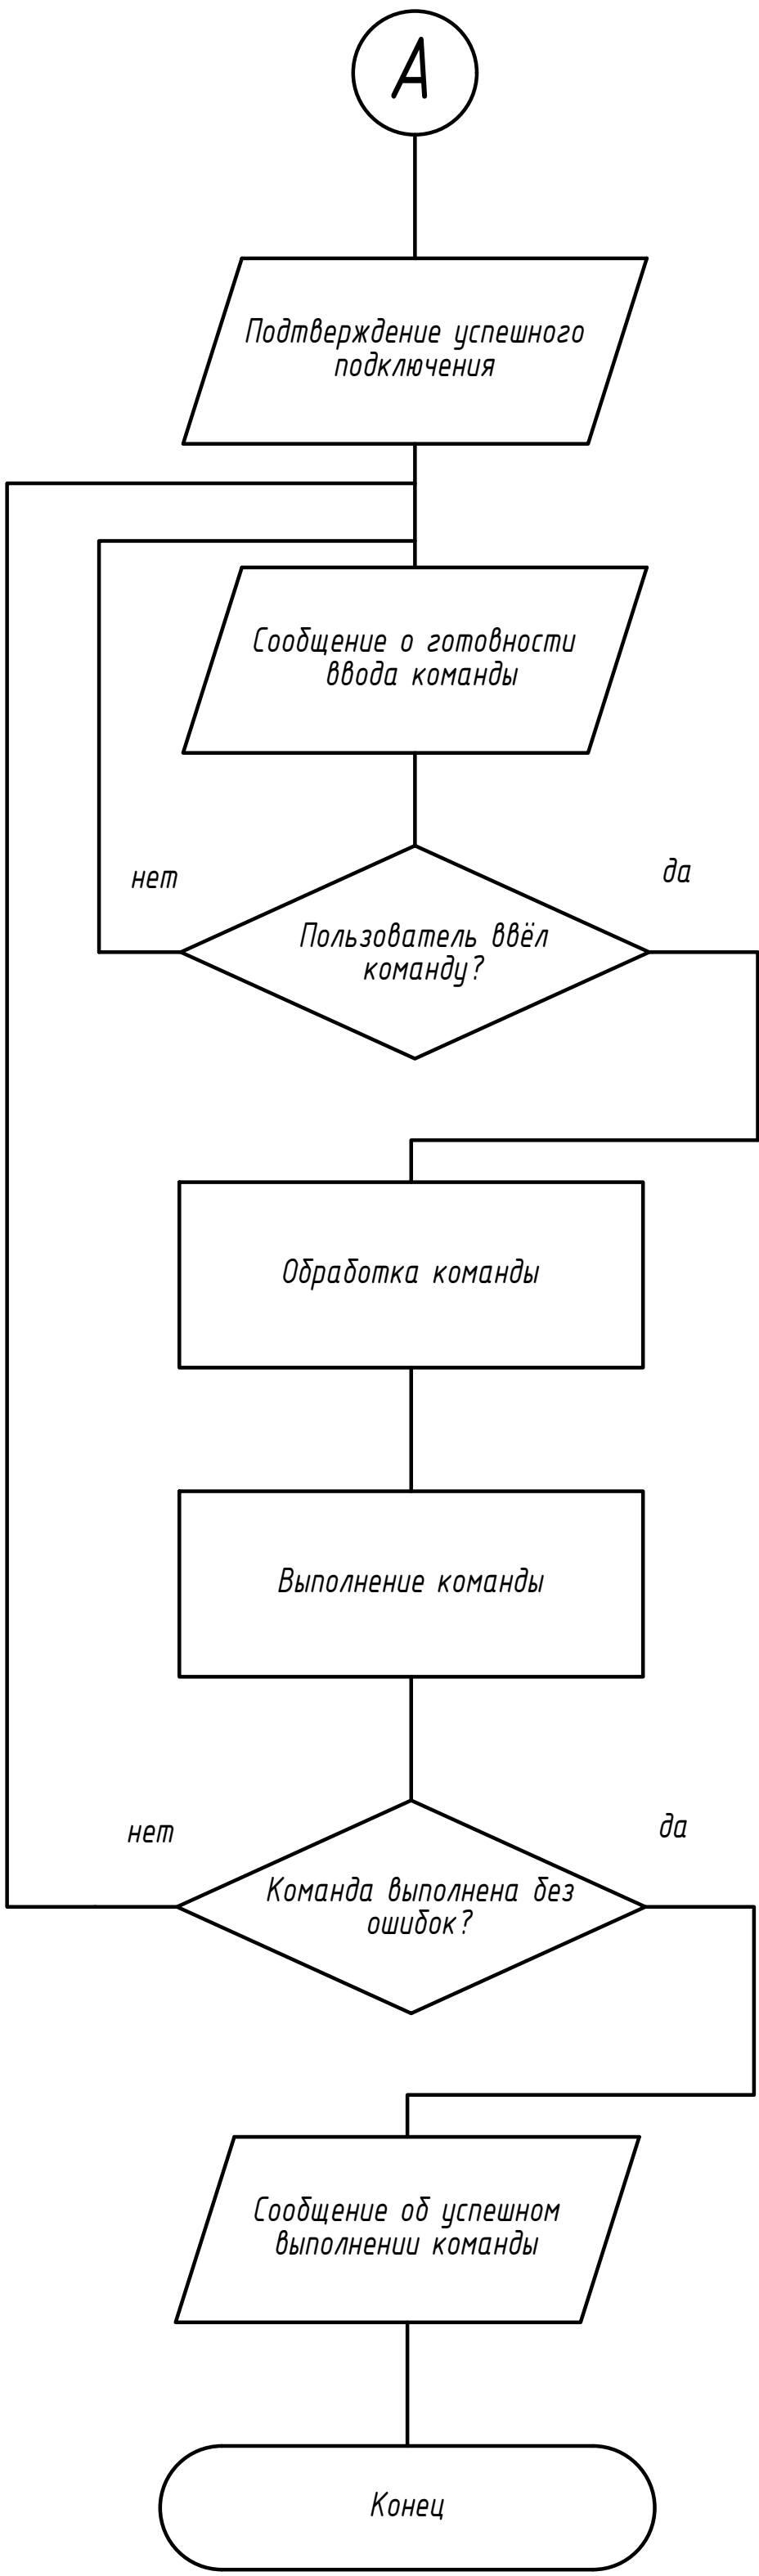 А
Подтверждение успешного
подключения
Сообщение о готовности
ввода команды
нет
да
Пользователь ввёл
команду?
Обработка команды
Выполнение команды
нет
да
Команда выполнена без
ошибок?
Сообщение об успешном
выполнении команды
Конец